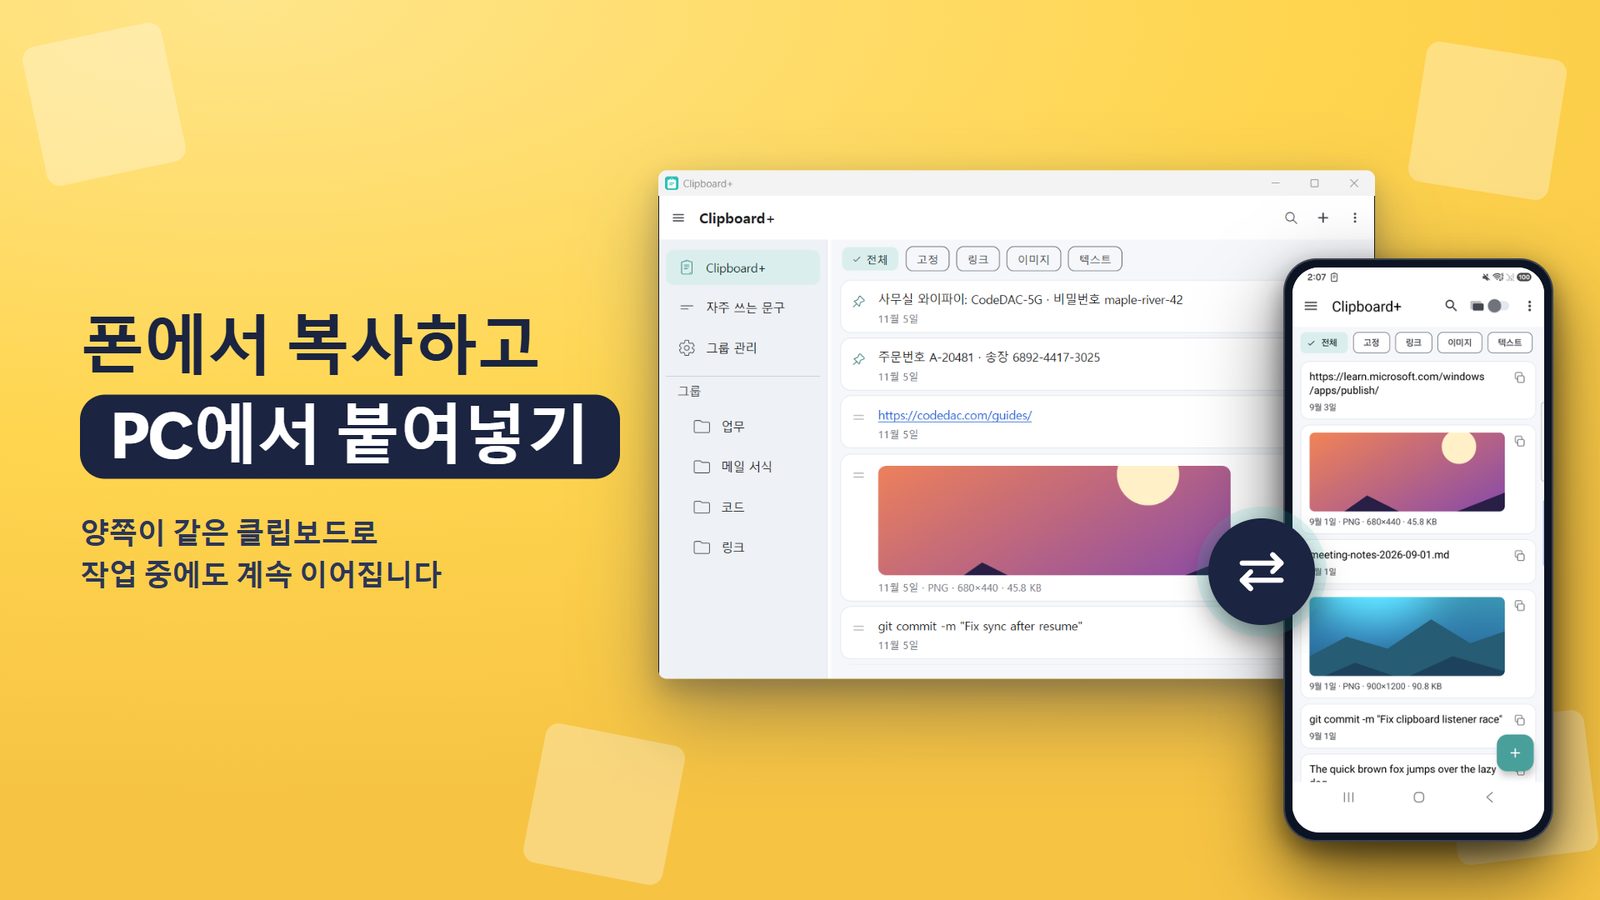 폰에서 복사하고
PC에서 붙여넣기
양쪽이 같은 클립보드로
작업 중에도 계속 이어집니다
Clipboard+
Clipboard+
Clipboard+
자주 쓰는 문구
그룹 관리
그룹
업무
메일 서식
코드
링크
전체 고정 링크 이미지 텍스트
사무실 와이파이: CodeDAC-5G · 비밀번호 maple-river-42
11월 5일
주문번호 A-20481 · 송장 6892-4417-3025
11월 5일
https://codedac.com/guides/
11월 5일
11월 5일 · PNG · 680×440 · 45.8 KB
git commit -m "Fix sync after resume"
11월 5일
2:07 100
Clipboard+
전체 고정 링크 이미지 텍스트
https://learn.microsoft.com/windows
/apps/publish/
9월 3일
9월 1일 · PNG · 680×440 · 45.8 KB
meeting-notes-2026-09-01.md
9월 1일
9월 1일 · PNG · 900×1200 · 90.8 KB
git commit -m "Fix clipboard listener race"
9월 1일
The quick brown fox jumps over the lazy